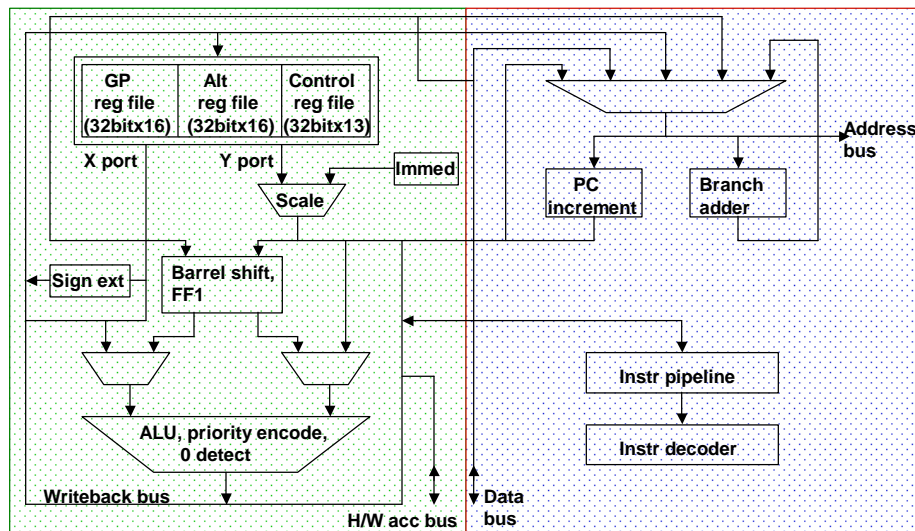 GP
reg file
(32bitx16)
Alt
reg file
(32bitx16)
Control
reg file
(32bitx13)
X port
Y port
Immed
Scale
Address
bus
PC
increment
Branch
adder
Sign ext
Barrel shift,
FF1
Instr pipeline
ALU, priority encode,
0 detect
Instr decoder
Writeback bus
H/W acc bus
Data
bus